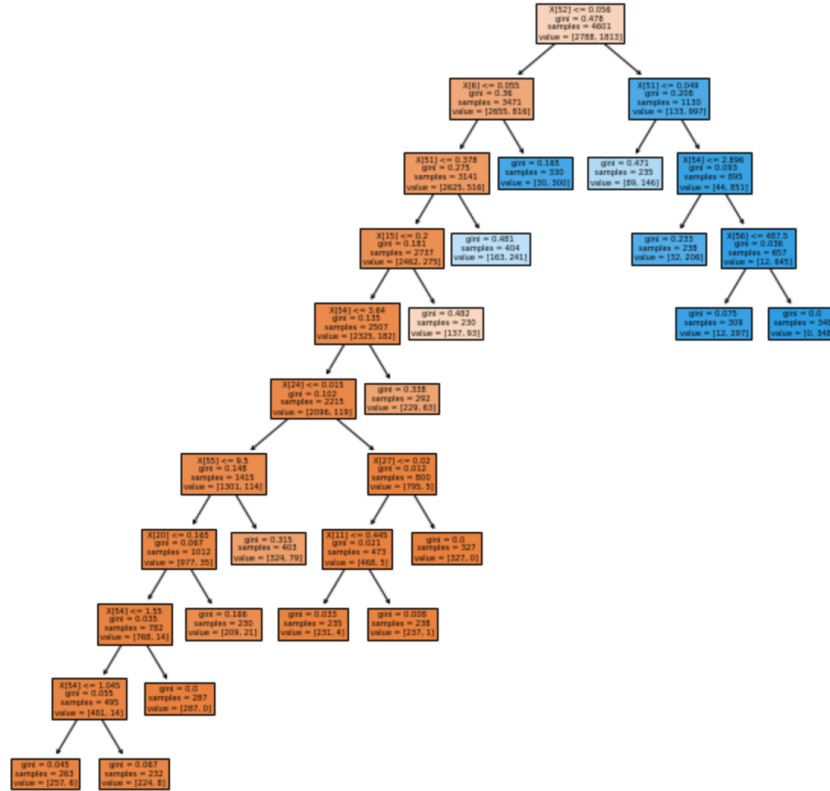 X[52] <= 0.056
gini = 0.478
samples = 4601
value = [2788, 1813]
X[6] <= 0.055
gini = 0.36
samples = 3471
value = [2655, 816]
X[51] <= 0.049
gini = 0.208
samples = 1130
value = [133, 997]
X[51] <= 0.378
gini = 0.275
samples = 3141
value = [2625, 516]
gini = 0.165
samples = 330
value = [30, 300]
gini = 0.471
samples = 235
value = [89, 146]
X[54] <= 2.896
gini = 0.093
samples = 895
value = [44, 851]
X[15] <= 0.2
gini = 0.181
samples = 2737
value = [2462, 275]
gini = 0.481
samples = 404
value = [163, 241]
gini = 0.233
samples = 238
value = [32, 206]
X[56] <= 487.5
gini = 0.036
samples = 657
value = [12, 645]
X[54] <= 3.64
gini = 0.135
samples = 2507
value = [2325, 182]
gini = 0.482
samples = 230
value = [137, 93]
gini = 0.075
samples = 309
value = [12, 297]
gini = 0.0
samples = 348
value = [0, 348
X[24] <= 0.015
gini = 0.102
samples = 2215
value = [2096, 119]
gini = 0.338
samples = 292
value = [229, 63]
X[55] <= 9.5
gini = 0.148
samples = 1415
value = [1301, 114]
X[27] <= 0.02
gini = 0.012
samples = 800
value = [795, 5]
X[20] <= 0.165
gini = 0.067
samples = 1012
value = [977, 35]
gini = 0.315
samples = 403
value = [324, 79]
X[11] <= 0.445
gini = 0.021
samples = 473
value = [468, 5]
gini = 0.0
samples = 327
value = [327, 0]
X[54] <= 1.55
gini = 0.035
samples = 782
value = [768, 14]
gini = 0.166
samples = 230
value = [209, 21]
gini = 0.033
samples = 235
value = [231, 4]
gini = 0.008
samples = 238
value = [237, 1]
X[54] <= 1.045
gini = 0.055
samples = 495
value = [481, 14]
gini = 0.0
samples = 287
value = [287, 0]
gini = 0.045
samples = 263
value = [257, 6]
gini = 0.067
samples = 232
value = [224, 8]